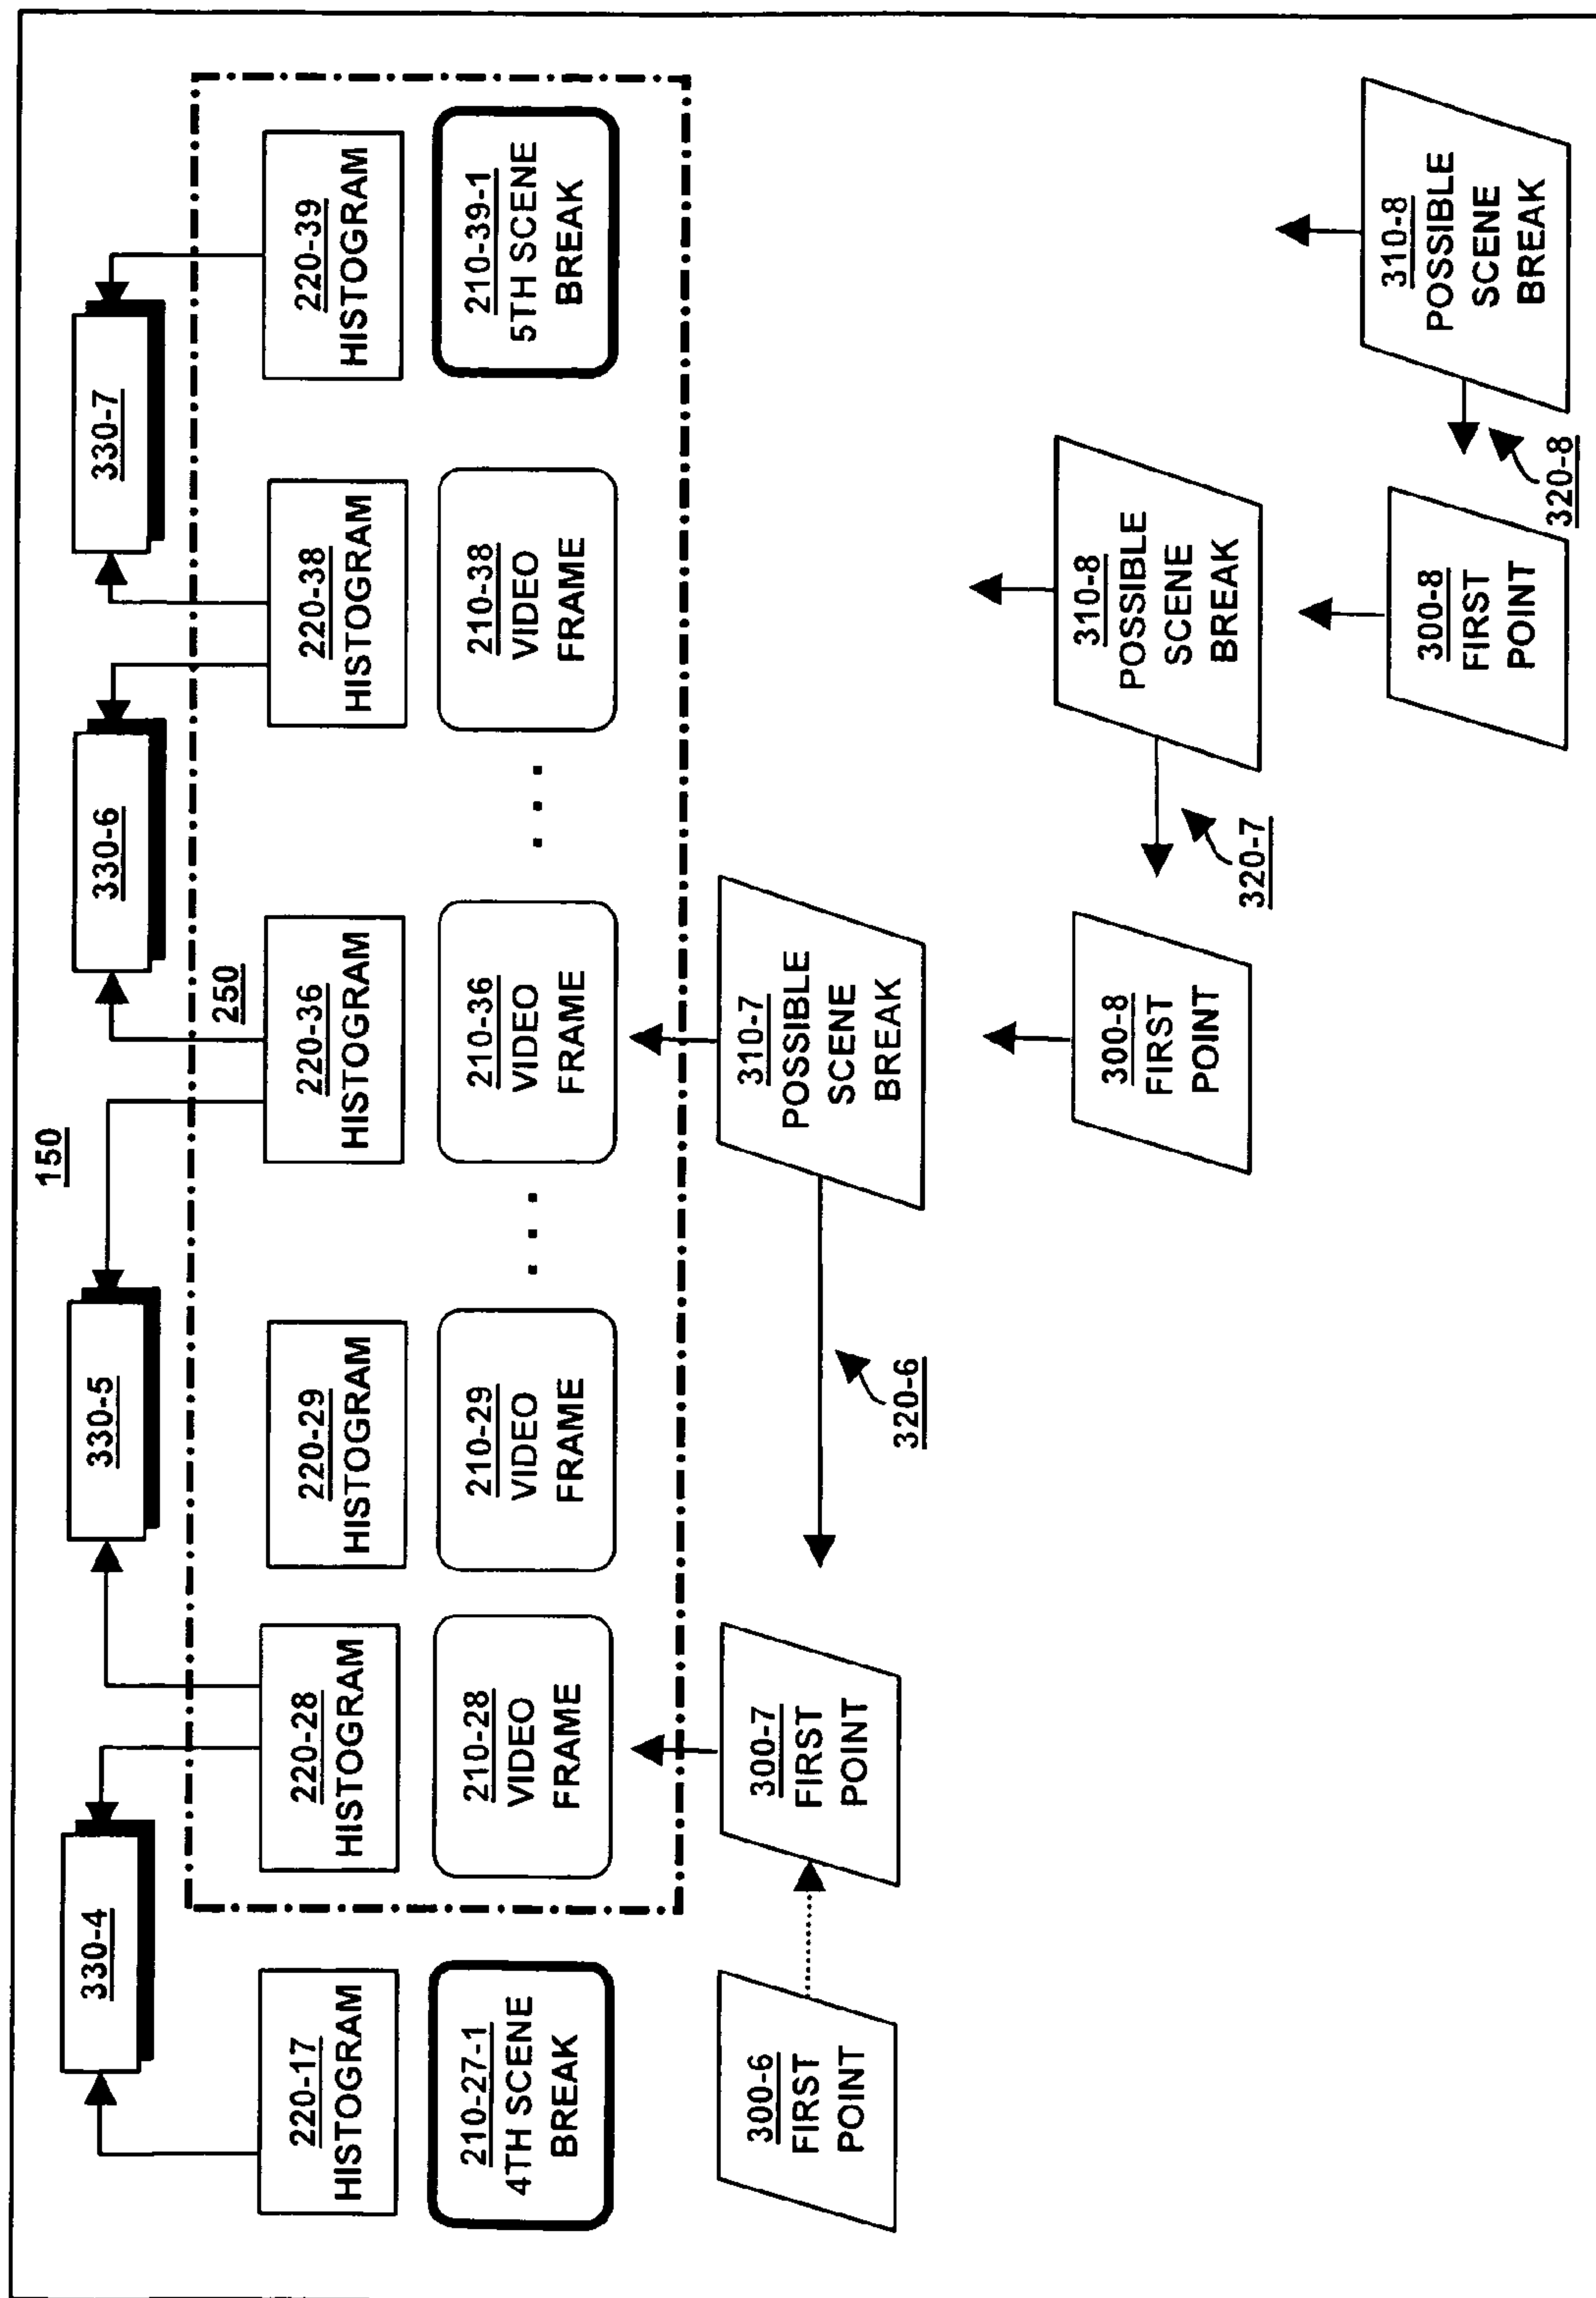 150
330-4
330-5
330-6
330-7
250
220-17
HISTOGRAM
220-28
HISTOGRAM
220-29
HISTOGRAM
220-36
HISTOGRAM
220-38
HISTOGRAM
220-39
HISTOGRAM
210-27-1
4TH SCENE
BREAK
210-28
VIDEO
FRAME
210-29
VIDEO
FRAME
. . .
210-36
VIDEO
FRAME
. . .
210-38
VIDEO
FRAME
210-39-1
5TH SCENE
BREAK
300-6
FIRST
POINT
300-7
FIRST
POINT
310-7
POSSIBLE
SCENE
BREAK
320-6
300-8
FIRST
POINT
310-8
POSSIBLE
SCENE
BREAK
320-7
300-8
FIRST
POINT
310-8
POSSIBLE
SCENE
BREAK
320-8